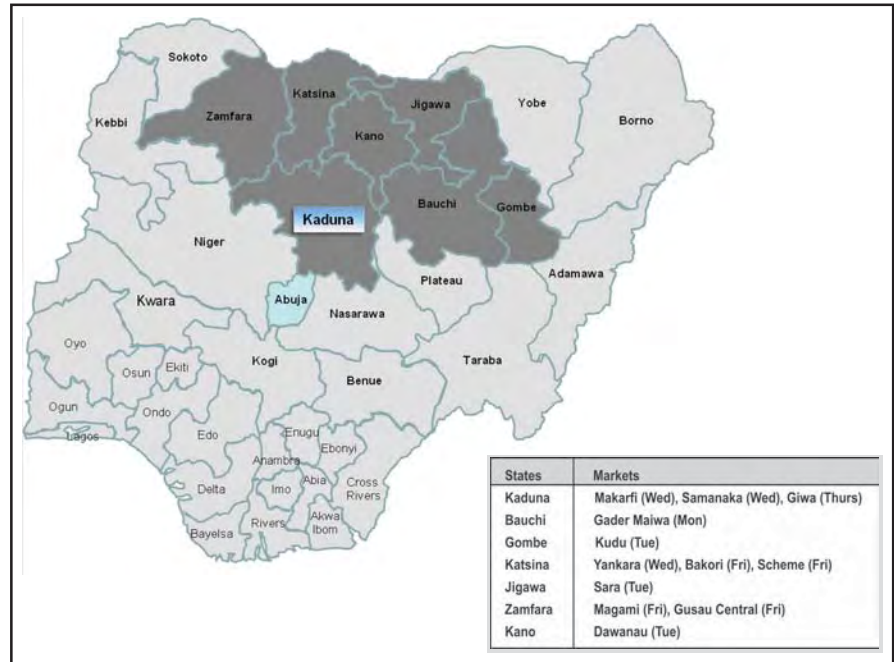 Sokoto
Katsina
Zamfara
Jigawa
Yobe
Kebbi
Kano
Borno
Bauchi
Gombe
Kaduna
Niger
Adamawa
Plateau
Abuja
Kwara
Nasarawa
Oyo
Taraba
Kogi
Osun
Ekiti
Benue
Ogun
Ondo
Lagos
Edo
Enugu
Ebonyi
Anambra
Delta
Imo
Abia
Cross
Rivers
Bayelsa
Rivers
Akwa
Ibom
States Markets
Kaduna Makarfi (Wed), Samanaka (Wed), Giwa (Thurs)
Bauchi Gader Maiwa (Mon)
Gombe Kudu (Tue)
Katsina Yankara (Wed), Bakori (Fri), Scheme (Fri)
Jigawa Sara (Tue)
Zamfara Magami (Fri), Gusau Central (Fri)
Kano Dawanau (Tue)